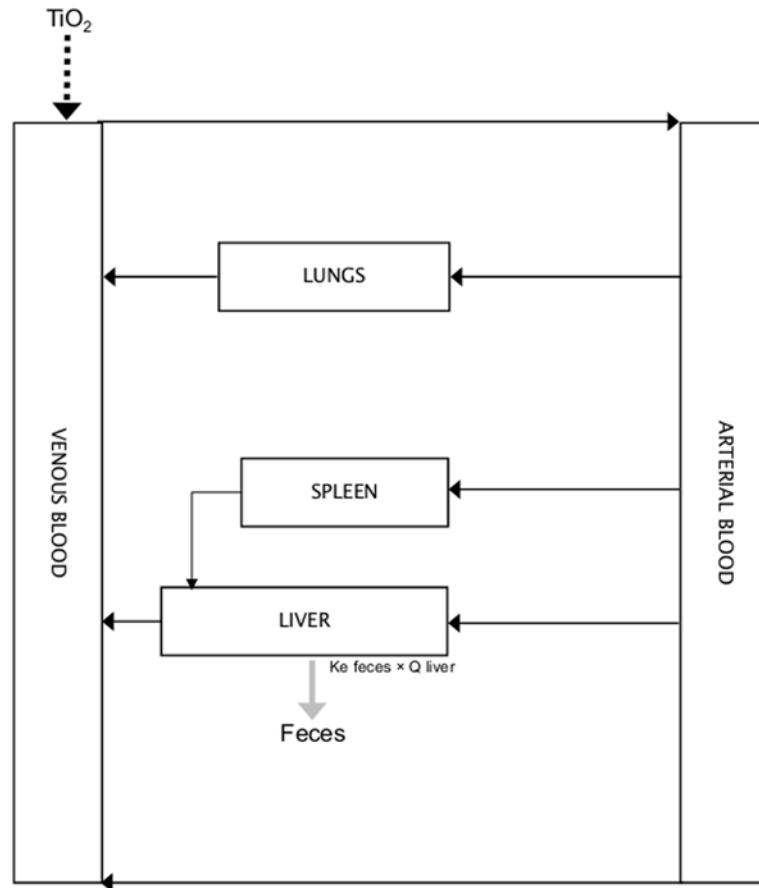 TiO₂
LUNGS
VENOUS BLOOD
ARTERIAL BLOOD
SPLEEN
LIVER
Ke feces × Q liver
Feces